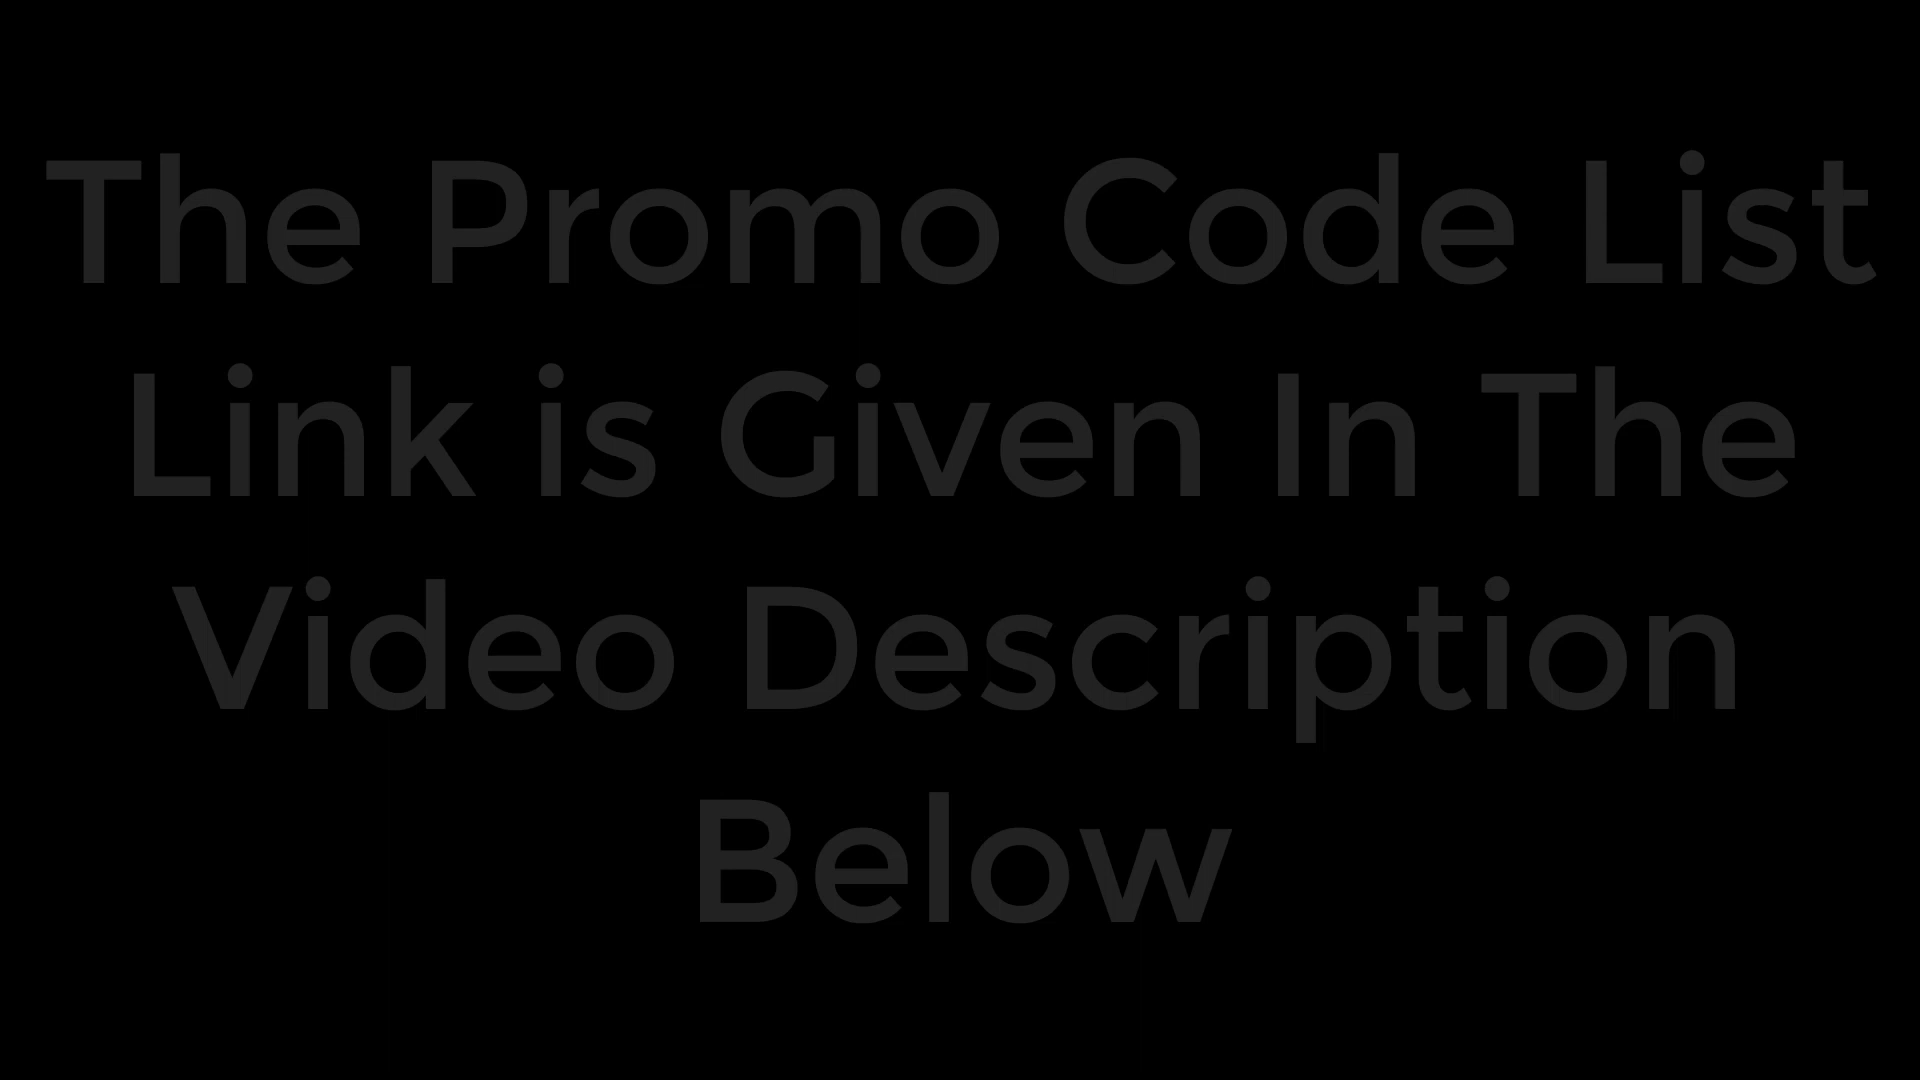 The Promo Code List
Link is Given In The
Video Description
Below